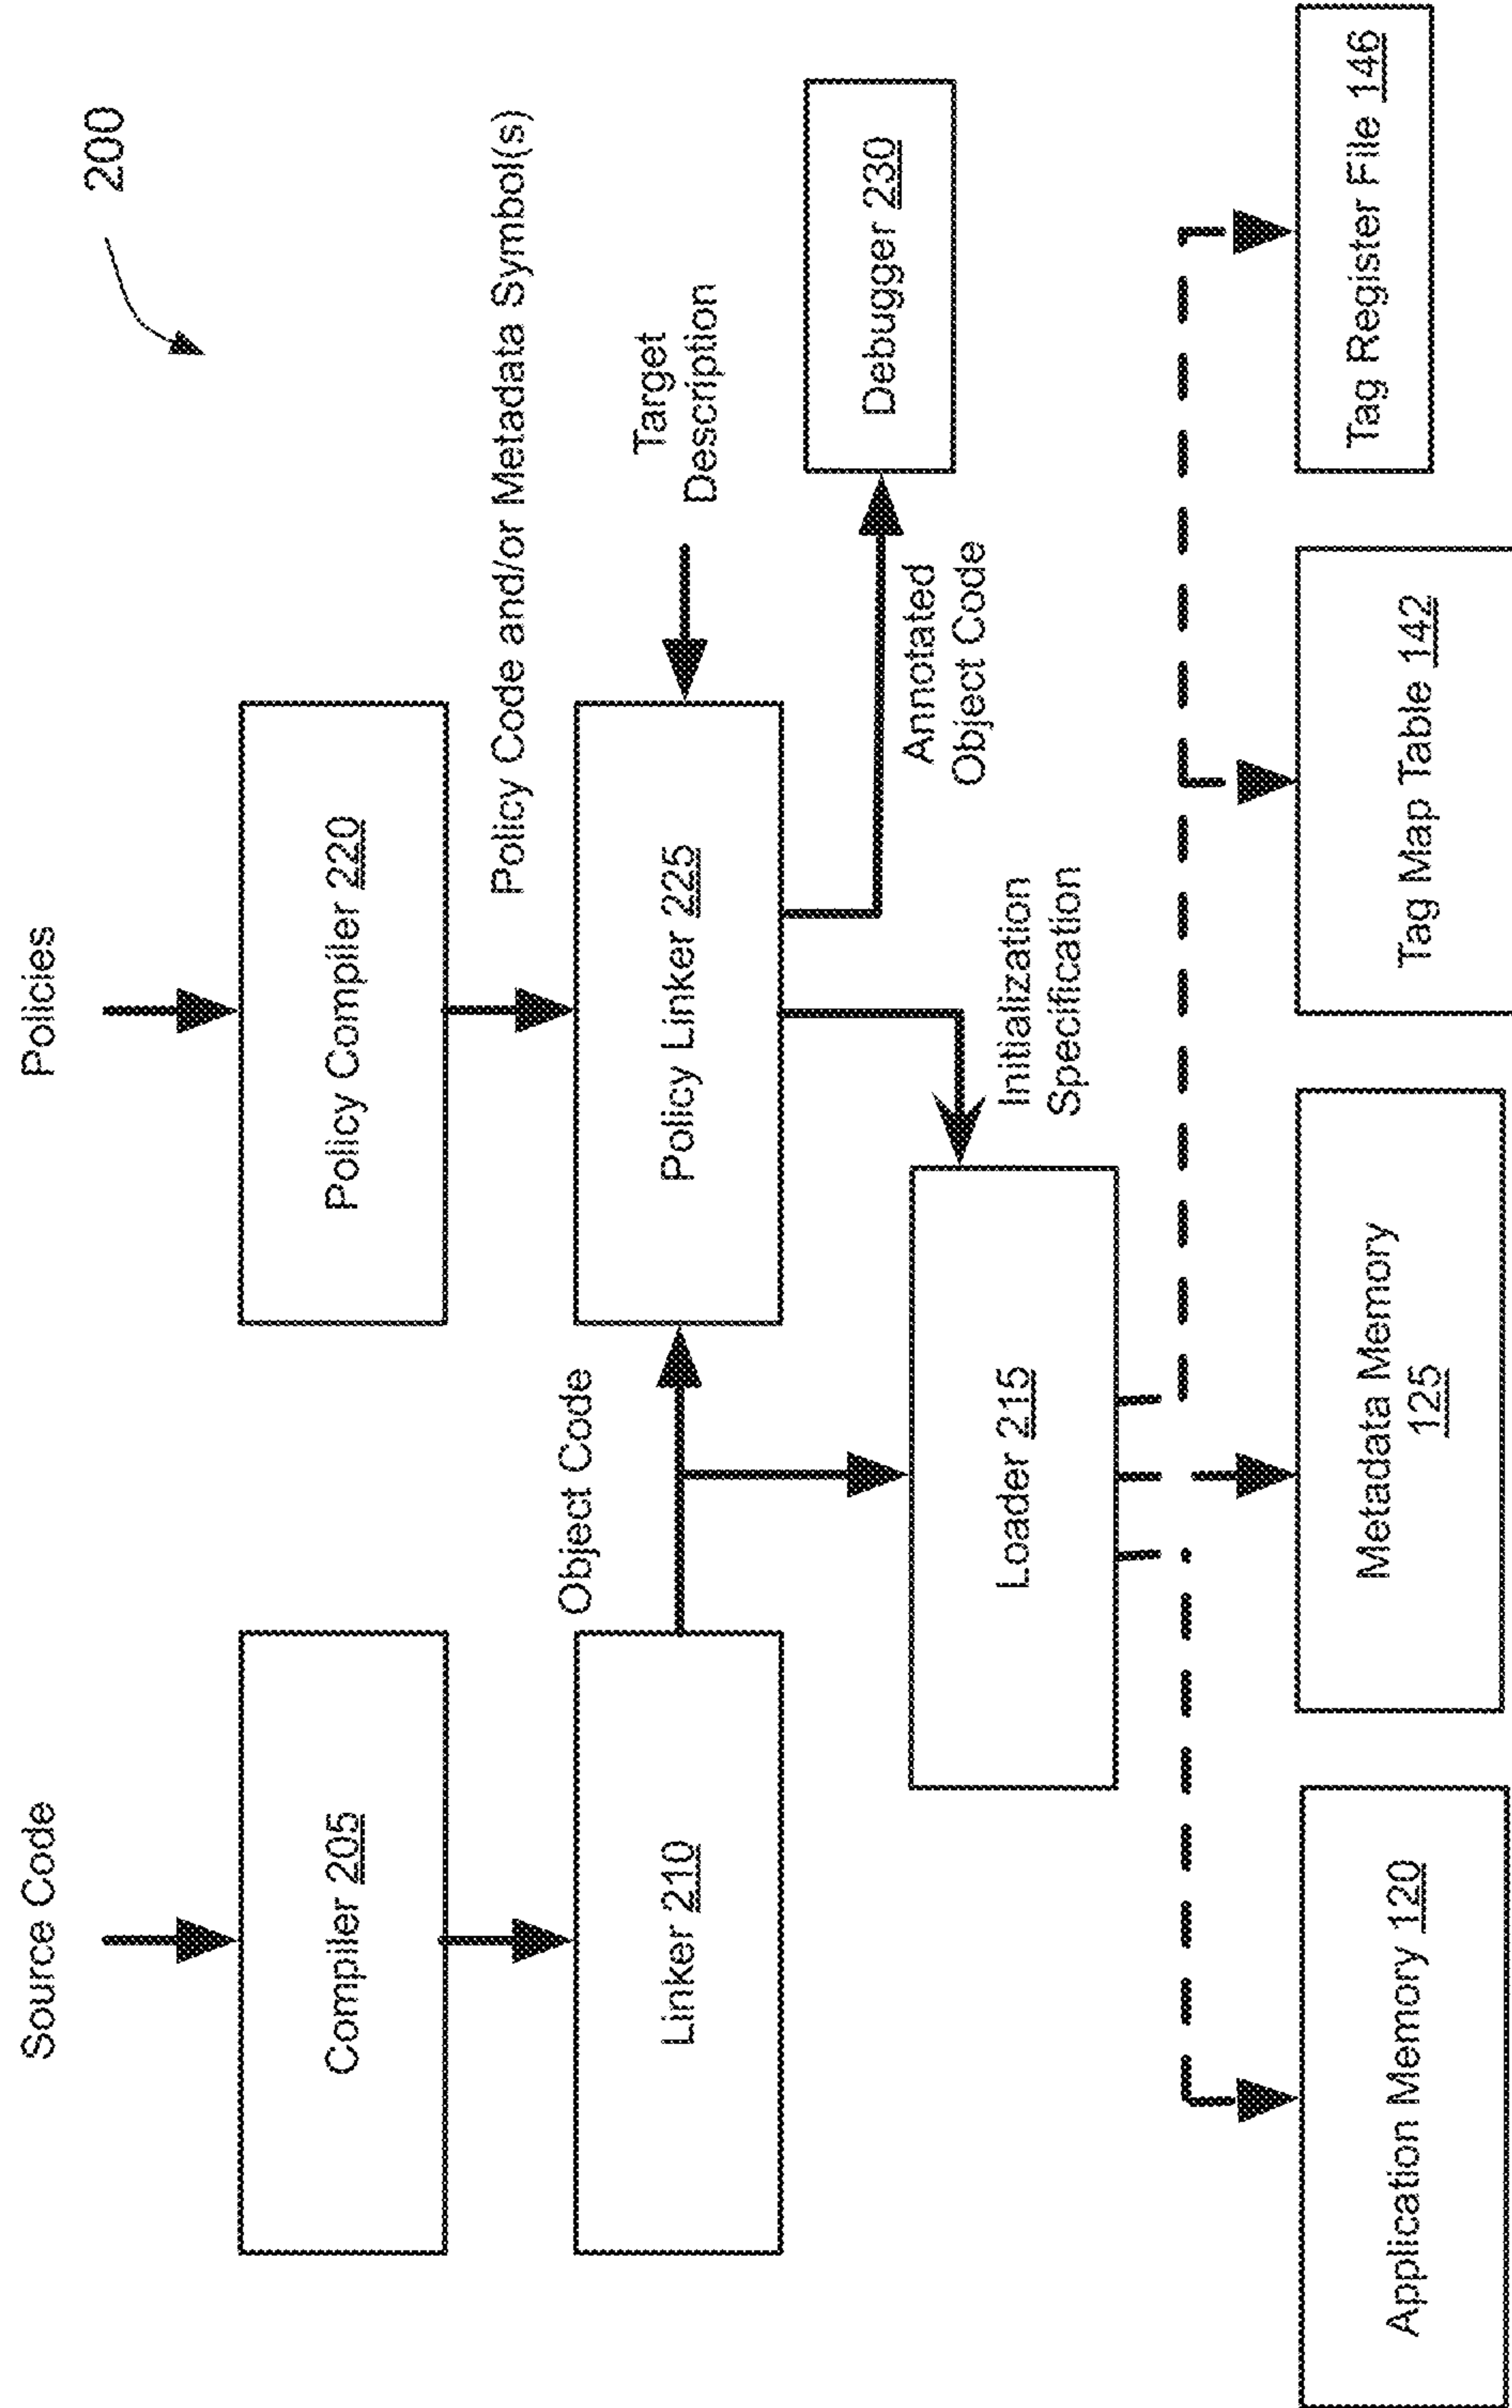 200
Source Code
Policies
Compiler 205
Policy Compiler 220
Policy Code and/or Metadata Symbol(s)
Linker 210
Object Code
Policy Linker 225
Target
Description
Debugger 230
Annotated
Object Code
Loader 215
Initialization
Specification
Application Memory 120
Metadata Memory
125
Tag Map Table 142
Tag Register File 146